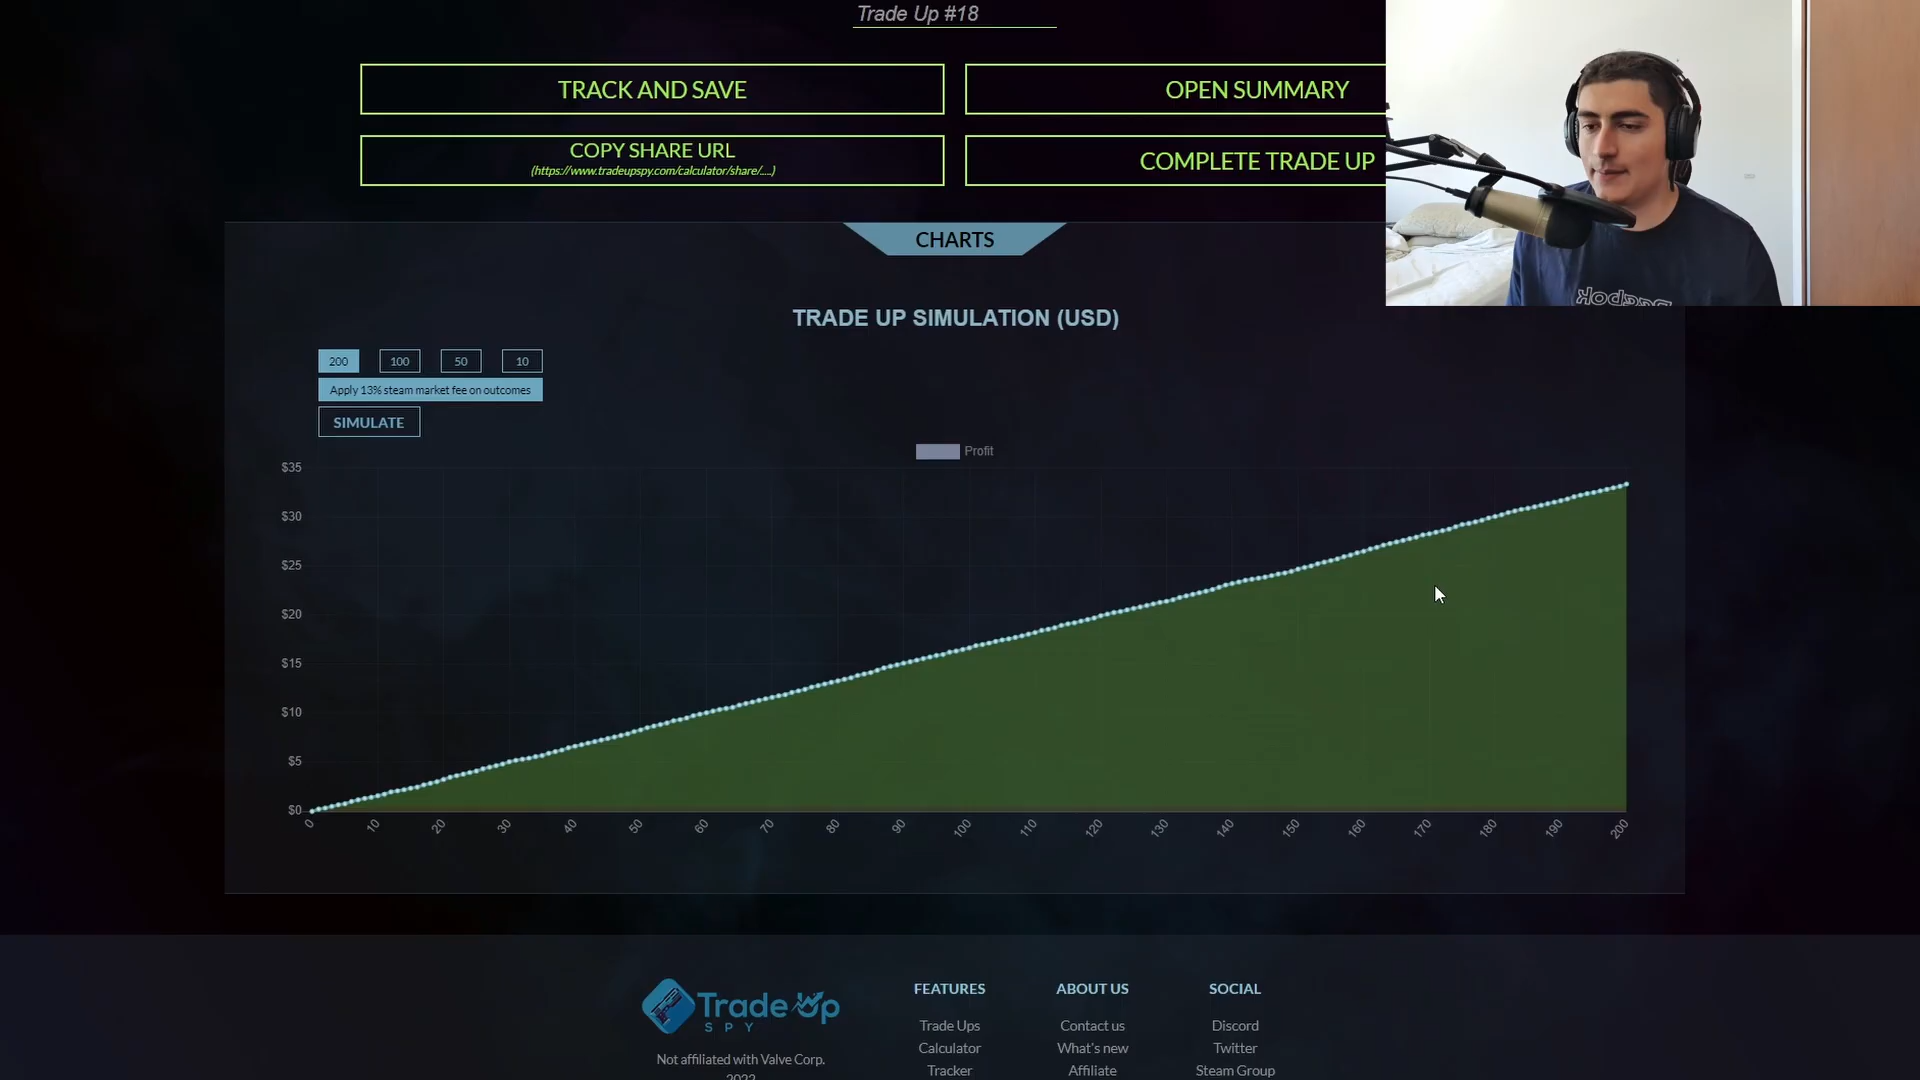 Trade Up #18
TRACK AND SAVE
OPEN SUMMARY
COPY SHARE URL
(https://www.tradeupspy.com/calculator/share/....)
COMPLETE TRADE UP
CHARTS
TRADE UP SIMULATION (USD)
200 100 50 10
Apply 13% steam market fee on outcomes
SIMULATE
Profit
$35
$30
$25
$20
$15
$10
$5
$0
0 10 20 30 40 50 60 70 80 90 100 110 120 130 140 150 160 170 180 190 200
Trade Up
SPY
Not affiliated with Valve Corp.
2022
FEATURES
Trade Ups
Calculator
Tracker
ABOUT US
Contact us
What's new
Affiliate
SOCIAL
Discord
Twitter
Steam Group
Reebok